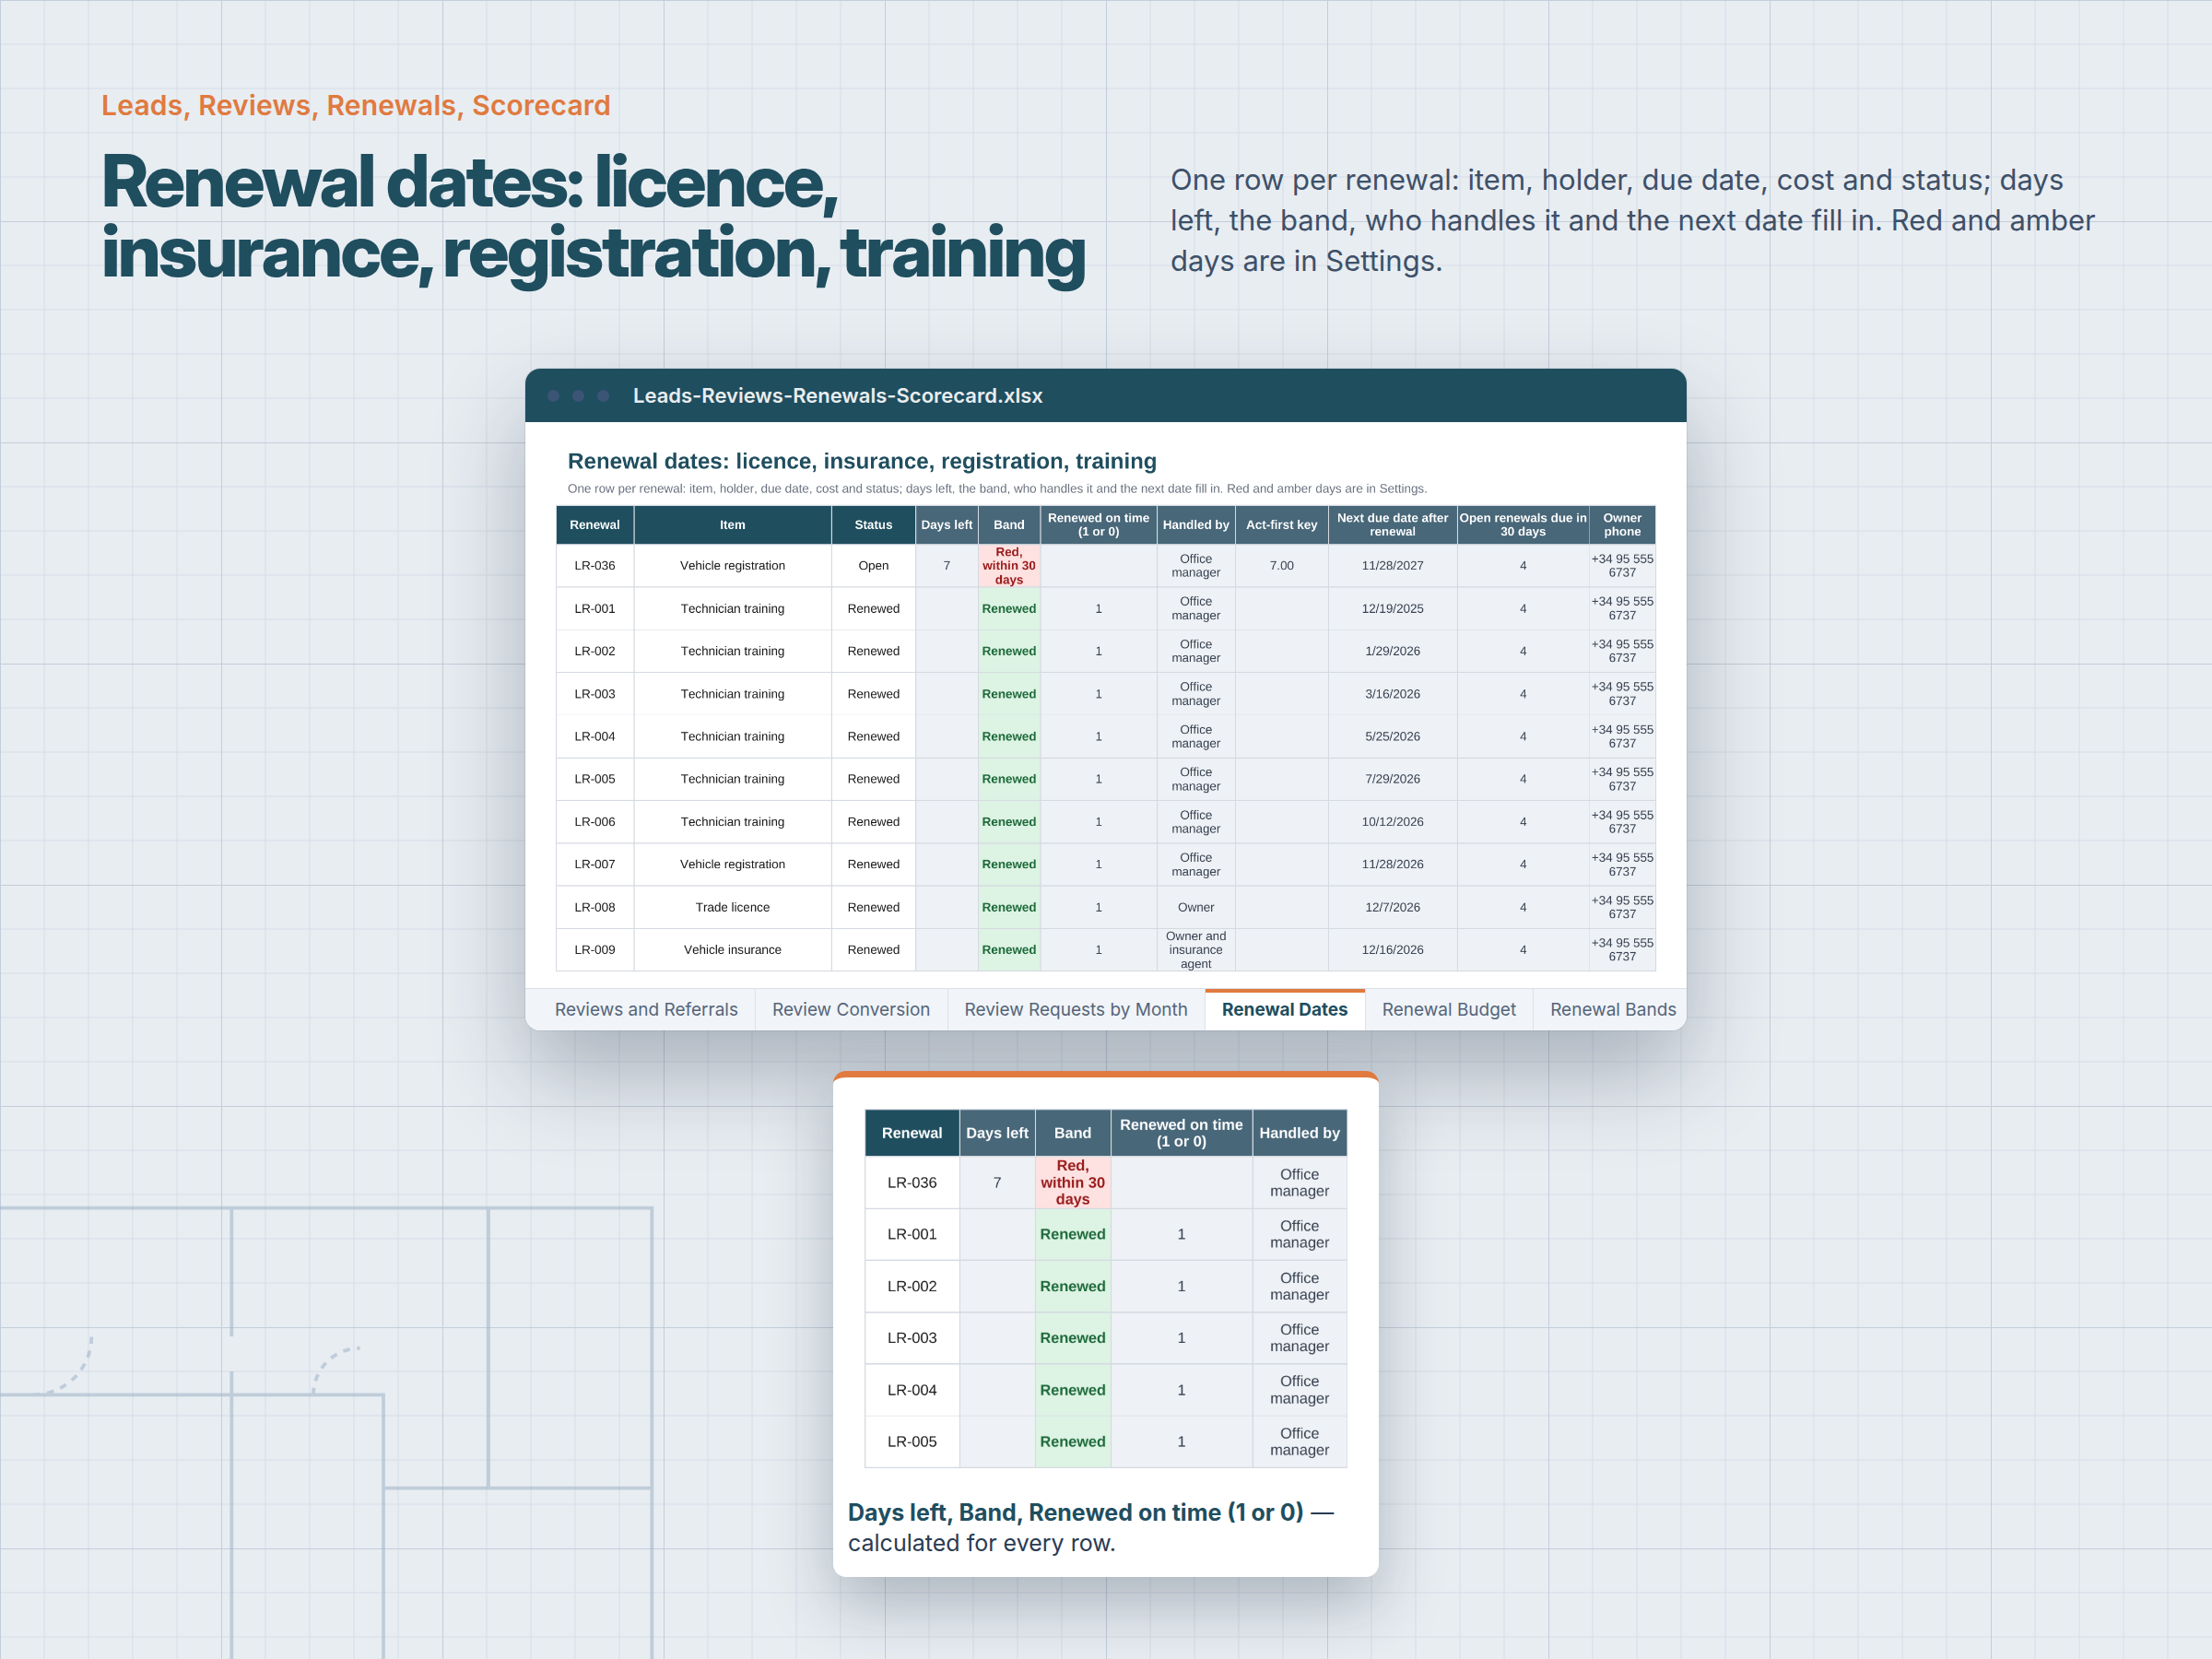 Leads, Reviews, Renewals, Scorecard
Renewal dates: licence,
insurance, registration, training
One row per renewal: item, holder, due date, cost and status; days
left, the band, who handles it and the next date fill in. Red and amber
days are in Settings.
Leads-Reviews-Renewals-Scorecard.xlsx
Renewal dates: licence, insurance, registration, training
One row per renewal: item, holder, due date, cost and status; days left, the band, who handles it and the next date fill in. Red and amber days are in Settings.
Renewal Item Status Days left Band Renewed on time (1 or 0) Handled by Act-first key Next due date after renewal Open renewals due in 30 days Owner phone
LR-036 Vehicle registration Open 7 Red, within 30 days Office manager 7.00 11/28/2027 4 +34 95 555 6737
LR-001 Technician training Renewed Renewed 1 Office manager 12/19/2025 4 +34 95 555 6737
LR-002 Technician training Renewed Renewed 1 Office manager 1/29/2026 4 +34 95 555 6737
LR-003 Technician training Renewed Renewed 1 Office manager 3/16/2026 4 +34 95 555 6737
LR-004 Technician training Renewed Renewed 1 Office manager 5/25/2026 4 +34 95 555 6737
LR-005 Technician training Renewed Renewed 1 Office manager 7/29/2026 4 +34 95 555 6737
LR-006 Technician training Renewed Renewed 1 Office manager 10/12/2026 4 +34 95 555 6737
LR-007 Vehicle registration Renewed Renewed 1 Office manager 11/28/2026 4 +34 95 555 6737
LR-008 Trade licence Renewed Renewed 1 Owner 12/7/2026 4 +34 95 555 6737
LR-009 Vehicle insurance Renewed Renewed 1 Owner and insurance agent 12/16/2026 4 +34 95 555 6737
Reviews and Referrals Review Conversion Review Requests by Month Renewal Dates Renewal Budget Renewal Bands
Renewal Days left Band Renewed on time (1 or 0) Handled by
LR-036 7 Red, within 30 days Office manager
LR-001 Renewed 1 Office manager
LR-002 Renewed 1 Office manager
LR-003 Renewed 1 Office manager
LR-004 Renewed 1 Office manager
LR-005 Renewed 1 Office manager
Days left, Band, Renewed on time (1 or 0) —
calculated for every row.